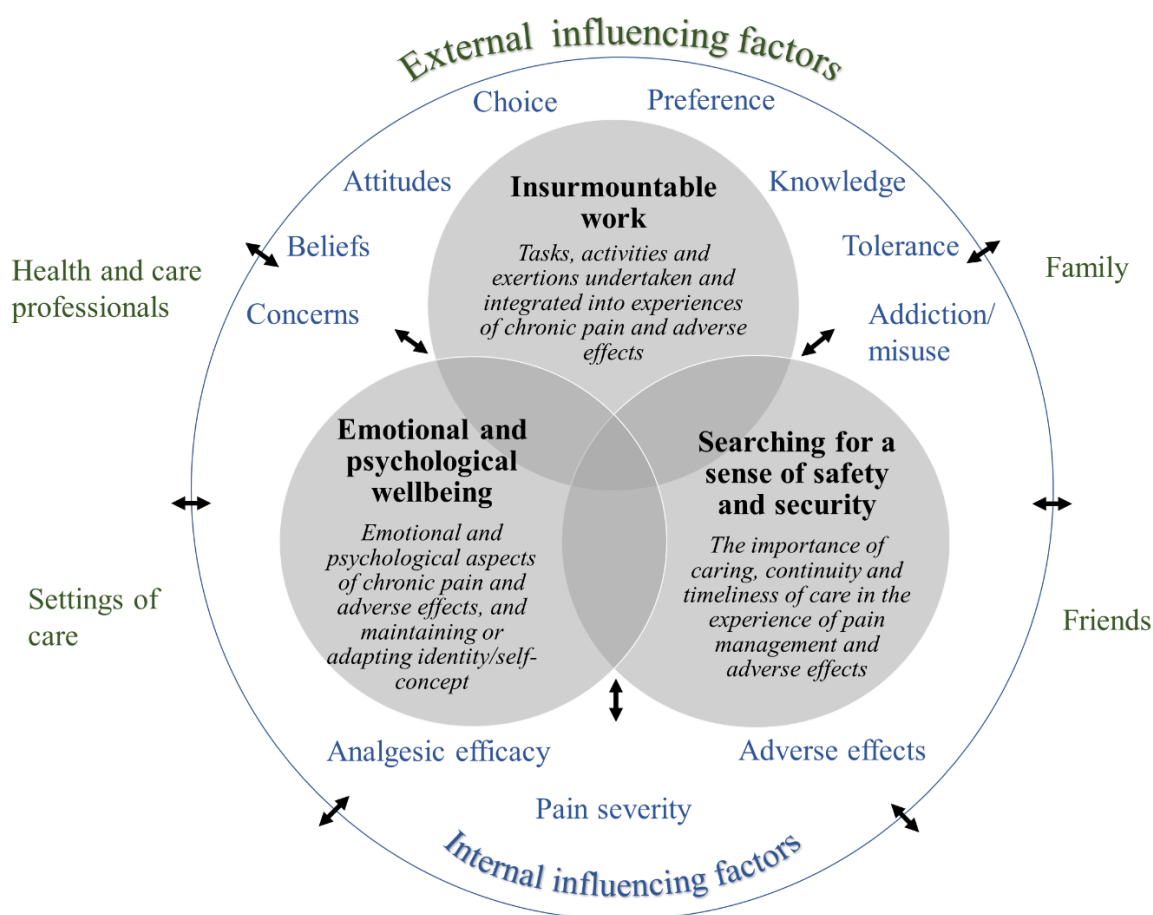 External influencing factors
Choice
Preference
Attitudes
Knowledge
Beliefs
Tolerance
Concerns
Addiction/
misuse
Health and care
professionals
Family
Insurmountable
work
Tasks, activities and
exertions undertaken and
integrated into experiences
of chronic pain and adverse
effects
Emotional and
psychological
wellbeing
Emotional and
psychological aspects
of chronic pain and
adverse effects, and
maintaining or
adapting identity/self-
concept
Searching for a
sense of safety
and security
The importance of
caring, continuity and
timeliness of care in the
experience of pain
management and
adverse effects
Settings of
care
Friends
Analgesic efficacy
Adverse effects
Pain severity
Internal influencing factors